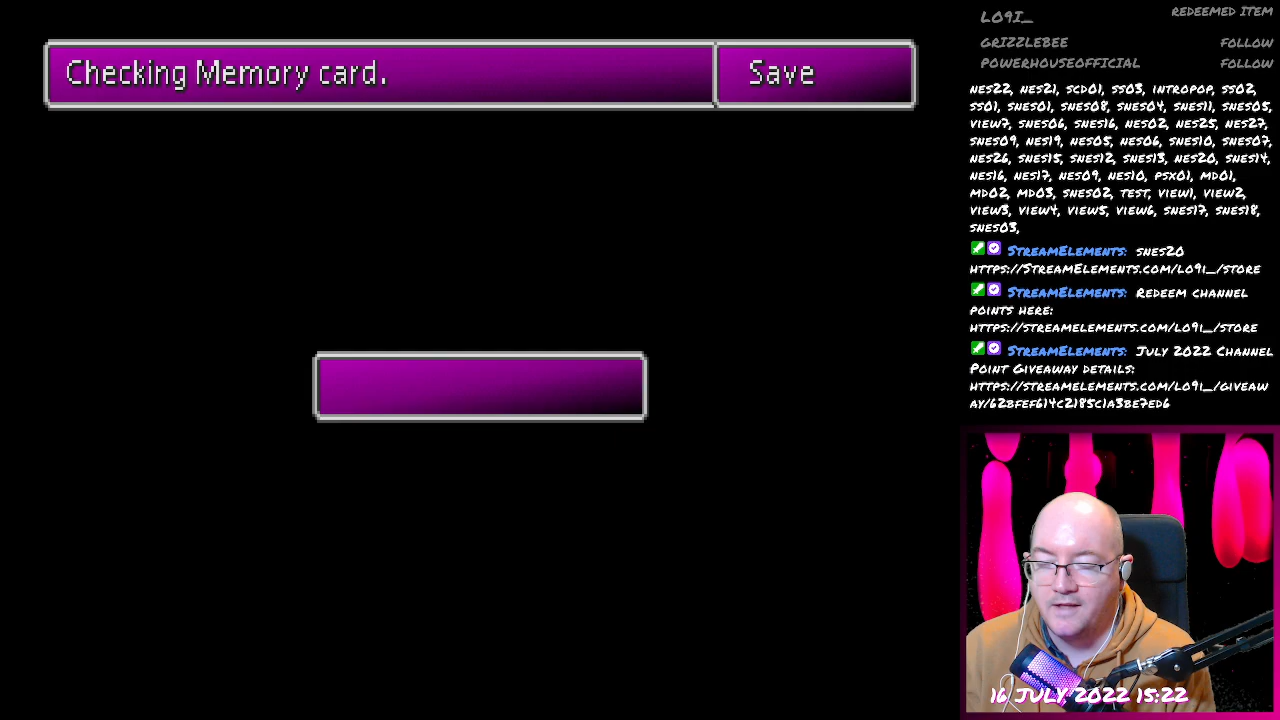 Checking Memory card.
Save
LO9I_
REDEEMED ITEM
GRIZZLEBEE
FOLLOW
POWERHOUSEOFFICIAL
FOLLOW
NES22, NES21, SCD01, SS03, INTROPOP, SS02,
SS01, SNES01, SNES08, SNES04, SNES11, SNES05,
VIEW7, SNES06, SNES16, NES02, NES25, NES27,
SNES09, NES19, NES05, NES06, SNES10, SNES07,
NES26, SNES15, SNES12, SNES13, NES20, SNES14,
NES16, NES17, NES09, NES10, PSX01, MD01,
MD02, MD03, SNES02, TEST, VIEW1, VIEW2,
VIEW3, VIEW4, VIEW5, VIEW6, SNES17, SNES18,
SNES03,
StreamElements: SNES20
https://StreamElements.com/lo9i_/store
StreamElements: Redeem channel
points here:
https://streamelements.com/lo9i_/store
StreamElements: July 2022 Channel
Point Giveaway details:
https://streamelements.com/lo9i_/giveaw
ay/62bfef614c2185c1a3be7ed6
16 JULY 2022 15:22